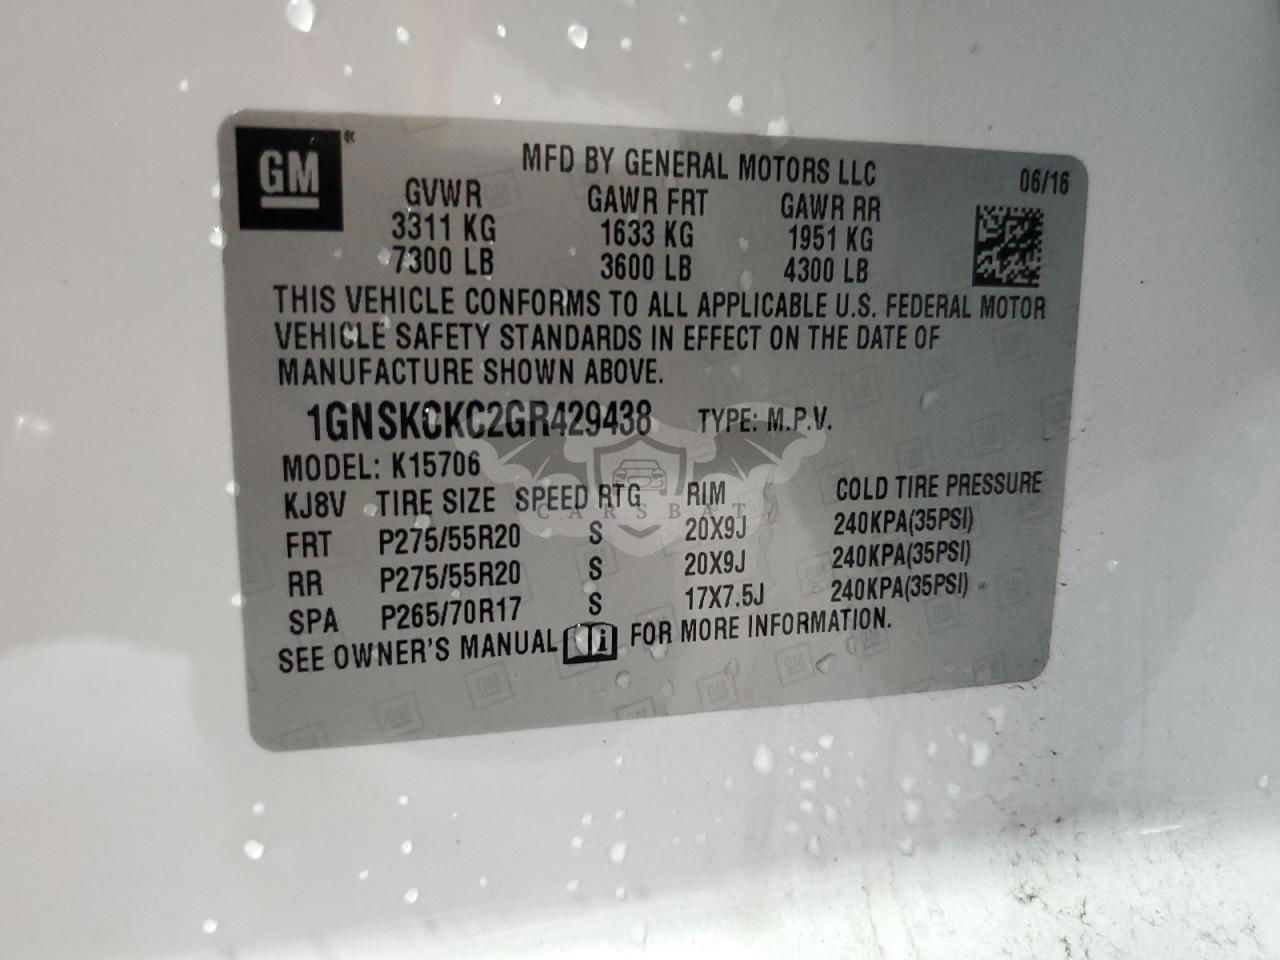 GM
MFD BY GENERAL MOTORS LLC 06/16
GVWR GAWR FRT GAWR RR
3311 KG 1633 KG 1951 KG
7300 LB 3600 LB 4300 LB
THIS VEHICLE CONFORMS TO ALL APPLICABLE U.S. FEDERAL MOTOR
VEHICLE SAFETY STANDARDS IN EFFECT ON THE DATE OF
MANUFACTURE SHOWN ABOVE.
1GNSKCKC2GR429438 TYPE: M.P.V.
MODEL: K15706
KJ8V TIRE SIZE SPEED RTG RIM COLD TIRE PRESSURE
CARSBAT
FRT P275/55R20 S 20X9J 240KPA(35PSI)
RR P275/55R20 S 20X9J 240KPA(35PSI)
SPA P265/70R17 S 17X7.5J 240KPA(35PSI)
SEE OWNER'S MANUAL i FOR MORE INFORMATION.